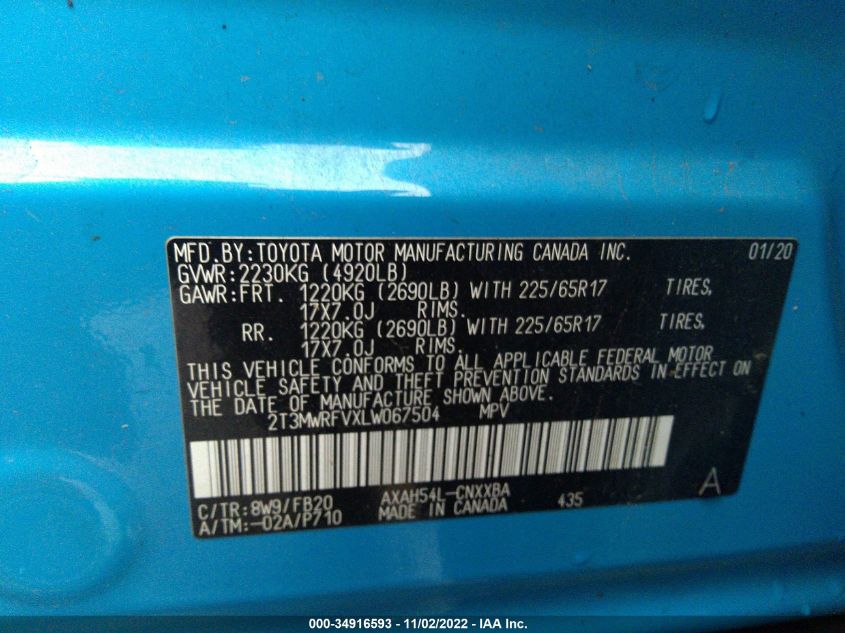 MFD.BY:TOYOTA MOTOR MANUFACTURING CANADA INC. 01/20
GVWR:2230KG (4920LB)
GAWR:FRT. 1220KG (2690LB) WITH 225/65R17 TIRES,
17X7.0J RIMS.
RR. 1220KG (2690LB) WITH 225/65R17 TIRES,
17X7.0J RIMS.
THIS VEHICLE CONFORMS TO ALL APPLICABLE FEDERAL MOTOR
VEHICLE SAFETY AND THEFT PREVENTION STANDARDS IN EFFECT ON
THE DATE OF MANUFACTURE SHOWN ABOVE.
2T3MWRFVXLW067504 MPV
C/TR:8W9/FB20 AXAH54L-CNXXBA 435 A
A/TM:-02A/P710 MADE IN CANADA
000-34916593 - 11/02/2022 - IAA Inc.